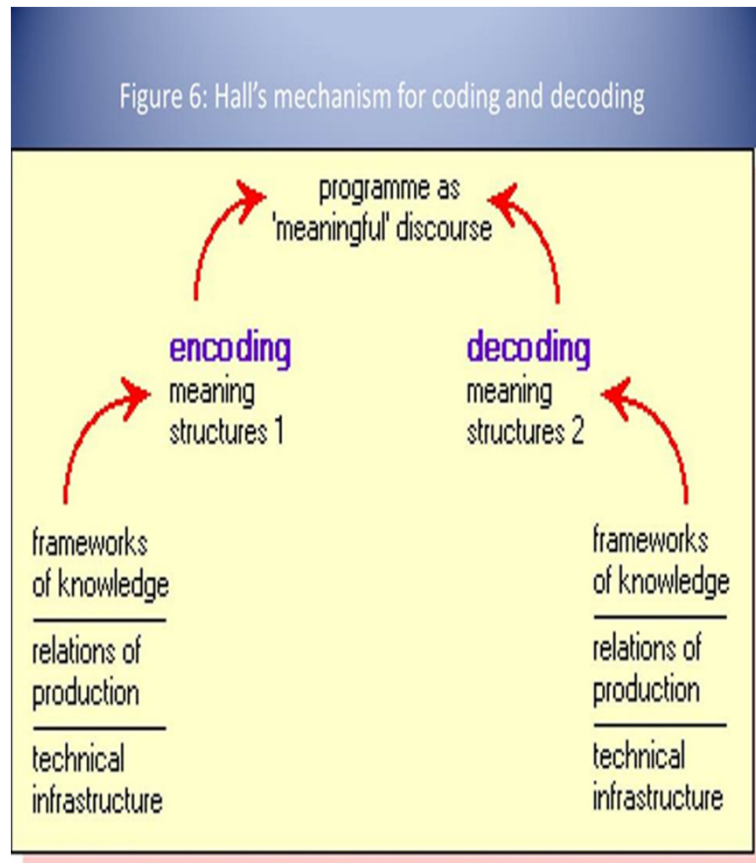 Figure 6: Hall's mechanism for coding and decoding
programme as
'meaningful' discourse
encoding
meaning
structures 1
decoding
meaning
structures 2
frameworks
of knowledge
relations of
production
technical
infrastructure
frameworks
of knowledge
relations of
production
technical
infrastructure